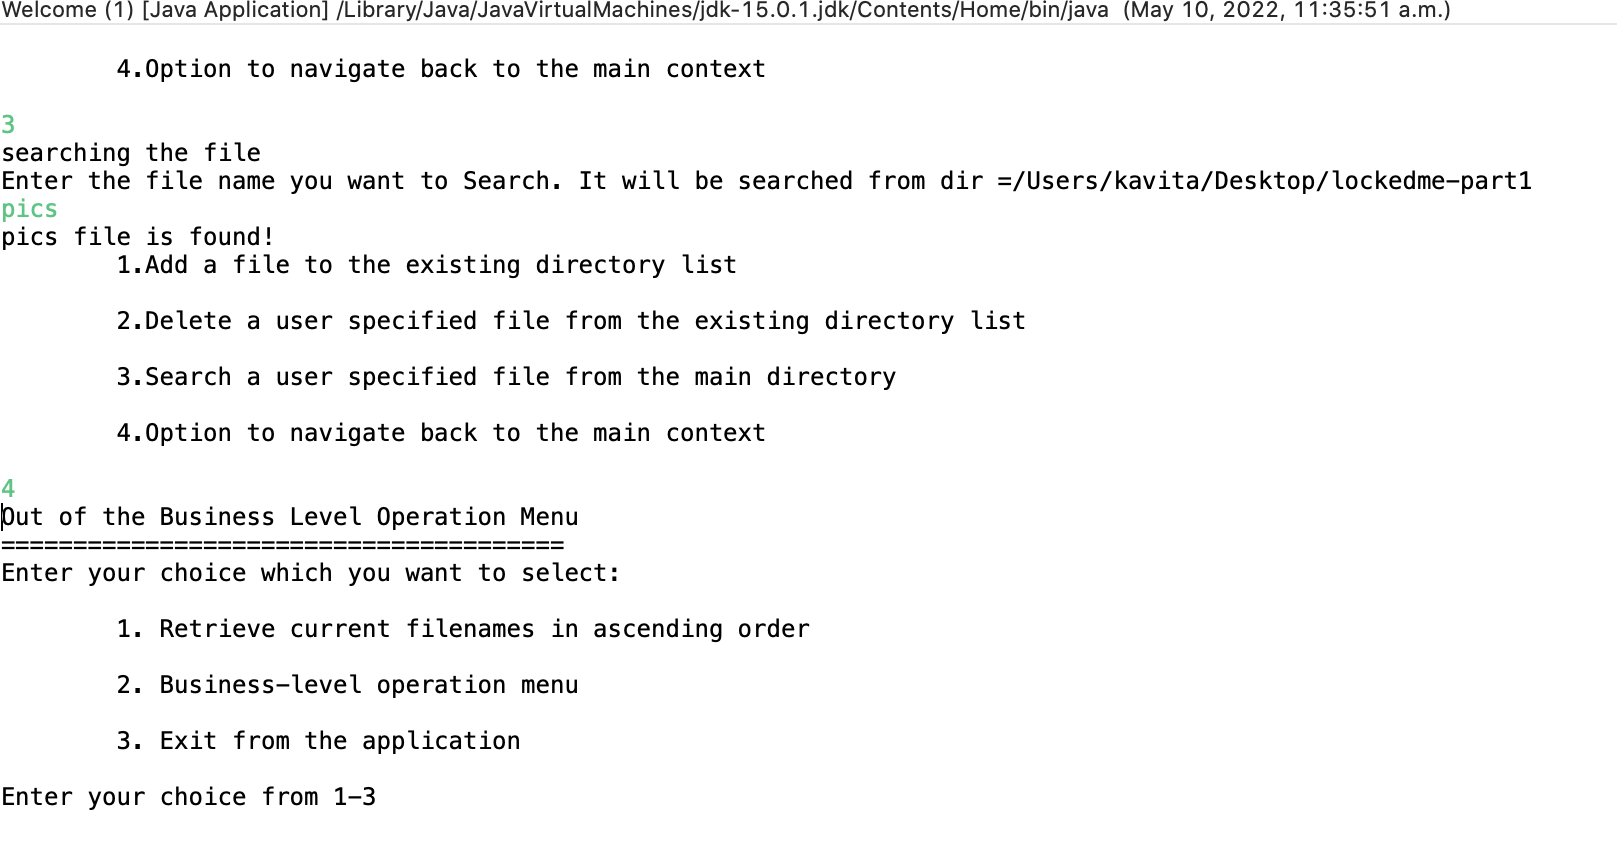 Welcome (1) [Java Application] /Library/Java/JavaVirtualMachines/jdk-15.0.1.jdk/Contents/Home/bin/java  (May 10, 2022, 11:35:51 a.m.)
4.Option to navigate back to the main context
3
searching the file
Enter the file name you want to Search. It will be searched from dir =/Users/kavita/Desktop/lockedme-part1
pics
pics file is found!
1.Add a file to the existing directory list
2.Delete a user specified file from the existing directory list
3.Search a user specified file from the main directory
4.Option to navigate back to the main context
4
Out of the Business Level Operation Menu
=======================================
Enter your choice which you want to select:
1. Retrieve current filenames in ascending order
2. Business-level operation menu
3. Exit from the application
Enter your choice from 1-3